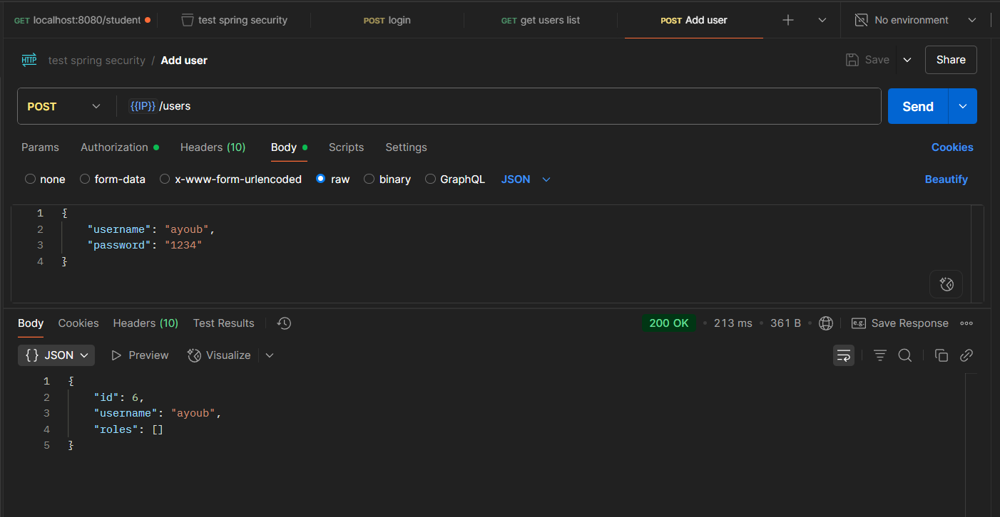 GET localhost:8080/student test spring security POST login GET get users list POST Add user No environment
HTTP test spring security / Add user Save Share
POST {{IP}} /users Send
Params Authorization Headers (10) Body Scripts Settings Cookies
none form-data x-www-form-urlencoded raw binary GraphQL JSON Beautify
1 {
2 "username": "ayoub",
3 "password": "1234"
4 }
Body Cookies Headers (10) Test Results 200 OK • 213 ms • 361 B • e.g. Save Response
{} JSON Preview Visualize
1 {
2 "id": 6,
3 "username": "ayoub",
4 "roles": []
5 }